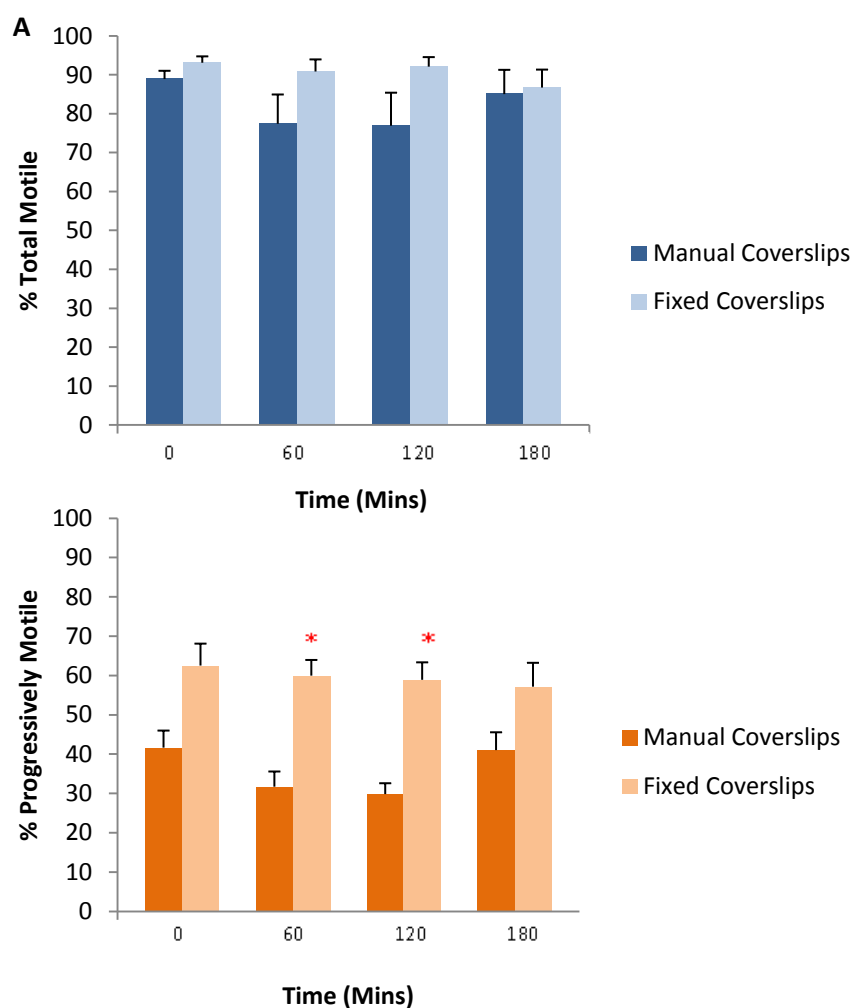 A
100
90
80
70
60
50
40
30
20
10
0
% Total Motile
0 60 120 180
Time (Mins)
Manual Coverslips
Fixed Coverslips
100
90
80
70
60
50
40
30
20
10
0
% Progressively Motile
* *
0 60 120 180
Time (Mins)
Manual Coverslips
Fixed Coverslips